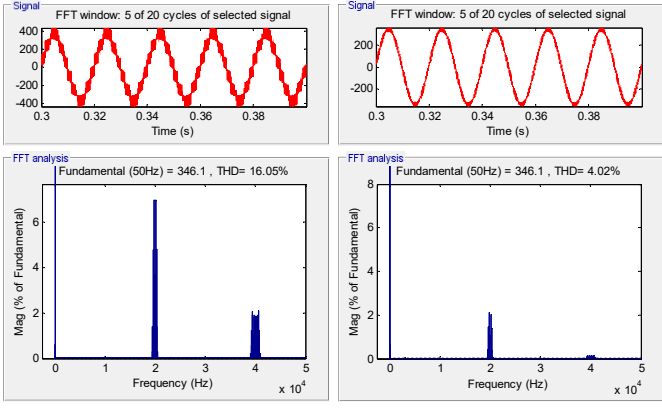 Signal
FFT window: 5 of 20 cycles of selected signal
400
200
0
-200
-400
0.3 0.32 0.34 0.36 0.38
Time (s)
FFT analysis
Fundamental (50Hz) = 346.1 , THD= 16.05%
Mag (% of Fundamental)
6
4
2
0
0 1 2 3 4 5
Frequency (Hz)
x 10^4
Signal
FFT window: 5 of 20 cycles of selected signal
200
0
-200
0.3 0.32 0.34 0.36 0.38
Time (s)
FFT analysis
Fundamental (50Hz) = 346.1 , THD= 4.02%
Mag (% of Fundamental)
8
6
4
2
0
0 1 2 3 4 5
Frequency (Hz)
x 10^4